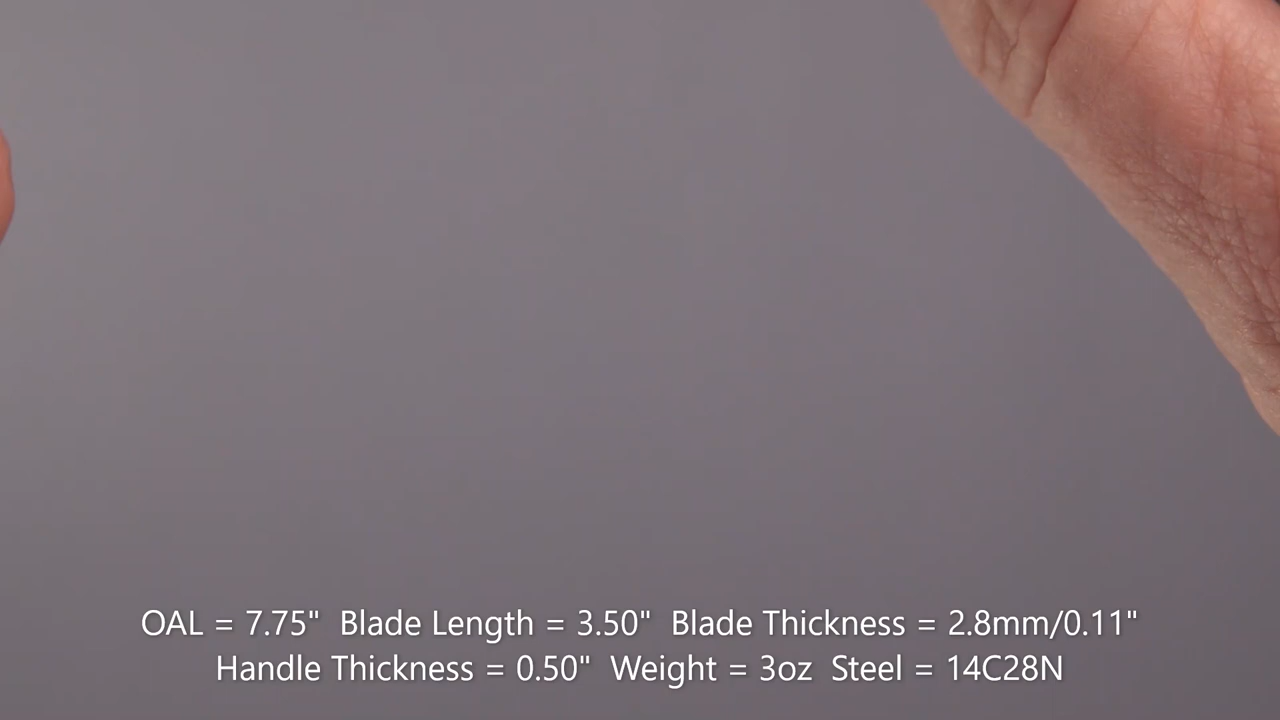 OAL = 7.75"  Blade Length = 3.50"  Blade Thickness = 2.8mm/0.11"
Handle Thickness = 0.50"  Weight = 3oz  Steel = 14C28N